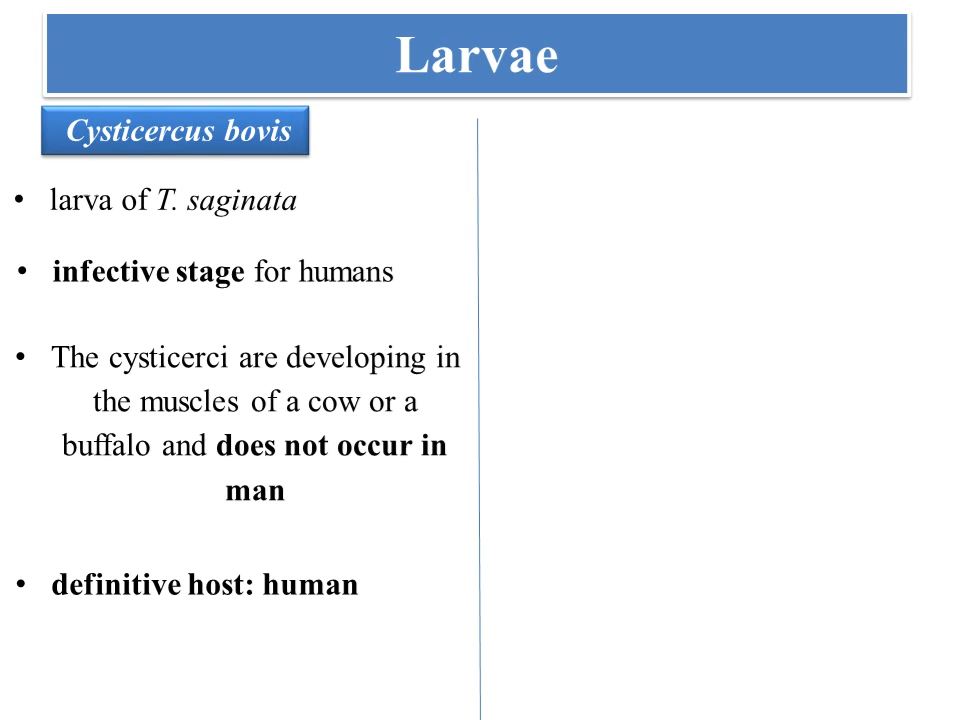 Larvae
Cysticercus bovis
• larva of T. saginata
• infective stage for humans
• The cysticerci are developing in
the muscles of a cow or a
buffalo and does not occur in
man
• definitive host: human